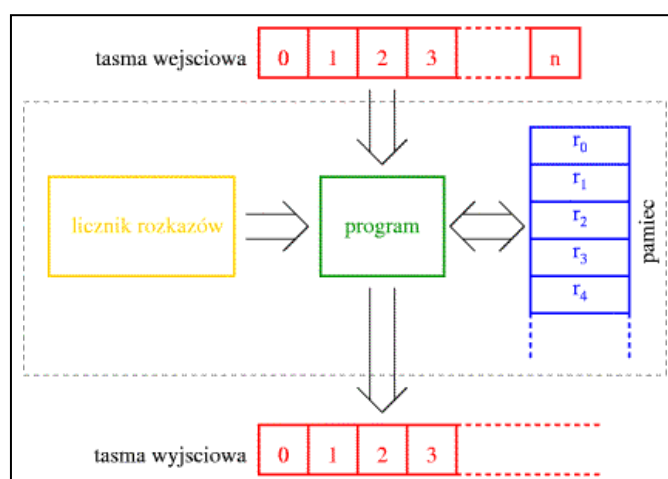 tasma wejsciowa 0 1 2 3 n
r0
r1
licznik rozkazów program r2
r3
r4
pamiec
tasma wyjsciowa 0 1 2 3